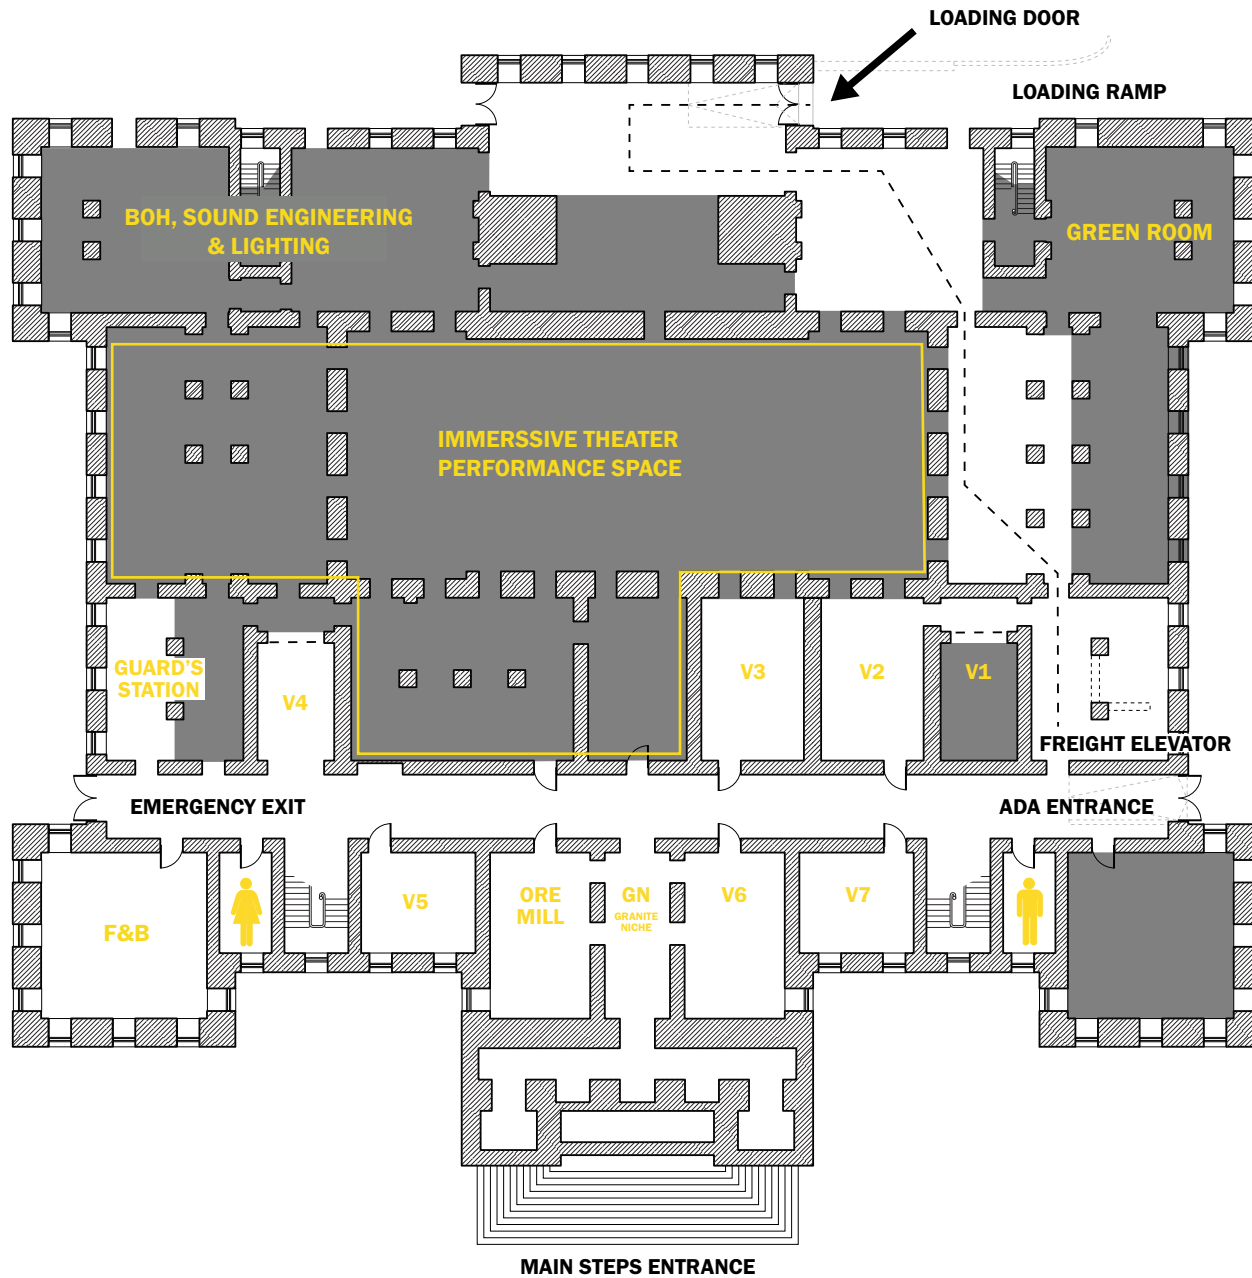 LOADING DOOR
LOADING RAMP
BOH, SOUND ENGINEERING
& LIGHTING
GREEN ROOM
IMMERSSIVE THEATER
PERFORMANCE SPACE
GUARD'S
STATION
V4
V3
V2
V1
FREIGHT ELEVATOR
EMERGENCY EXIT
ADA ENTRANCE
F&B
V5
ORE
MILL
GN
GRANITE
NICHE
V6
V7
MAIN STEPS ENTRANCE